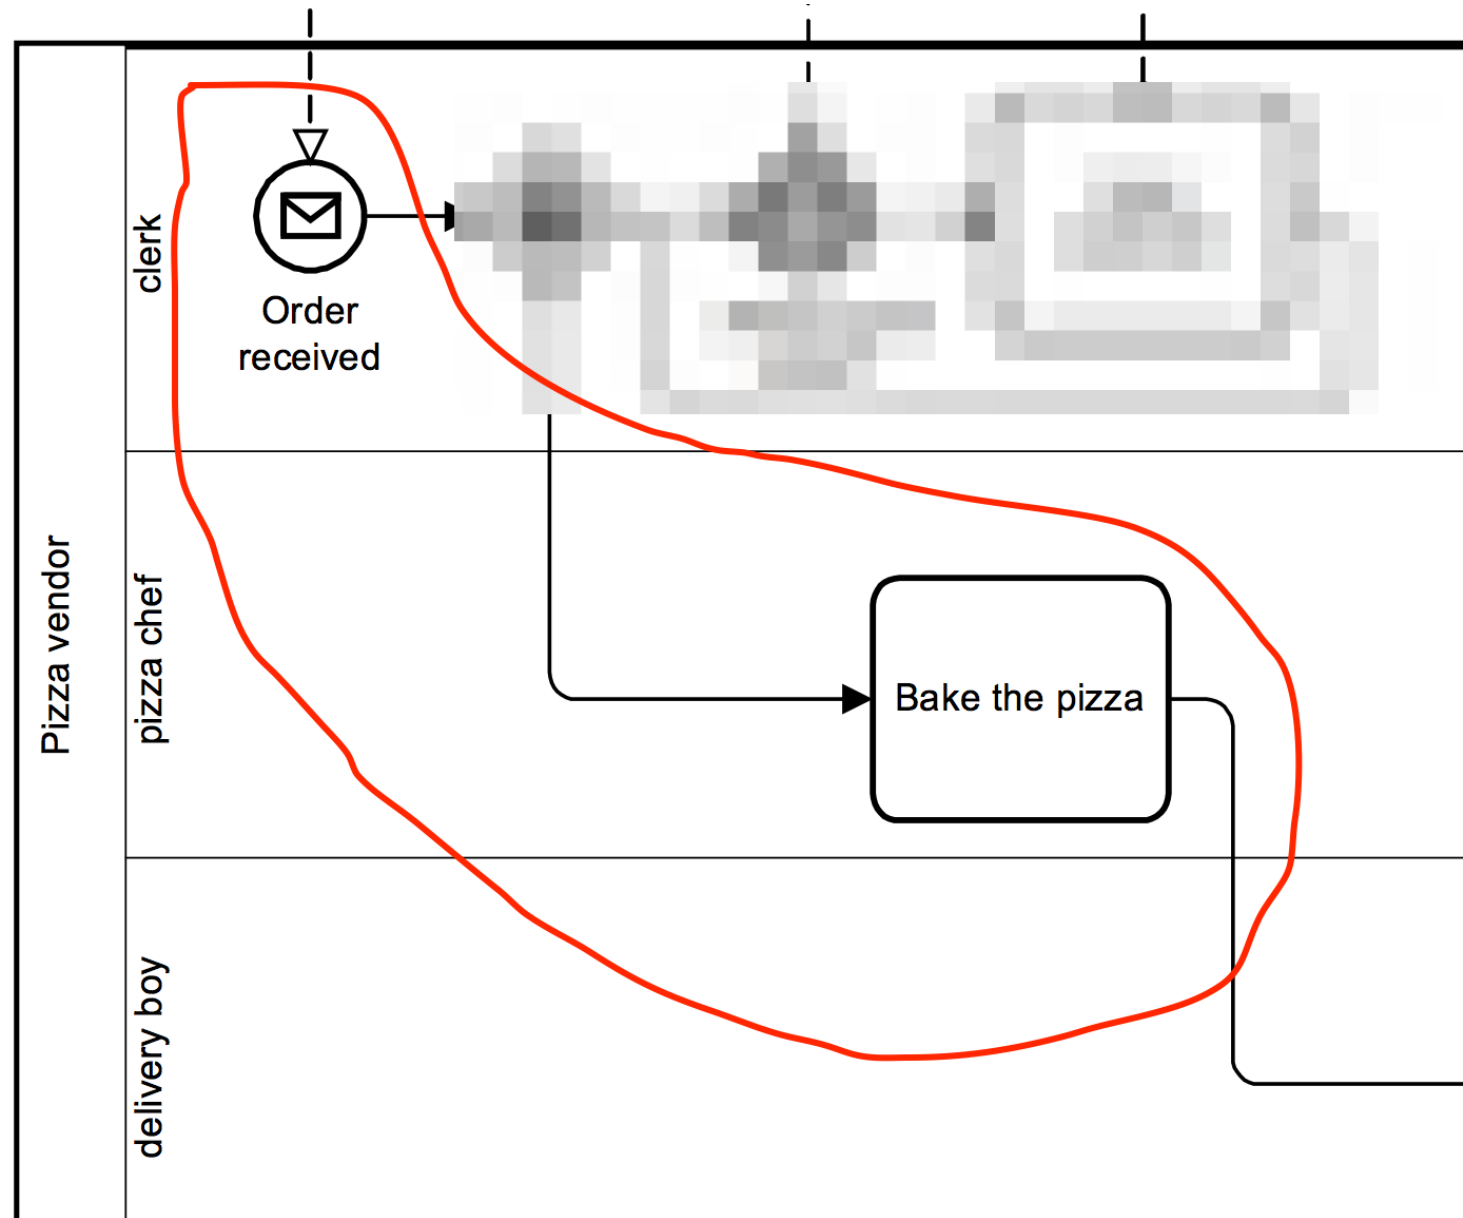 Pizza vendor
clerk
Order
received
pizza chef
Bake the pizza
delivery boy